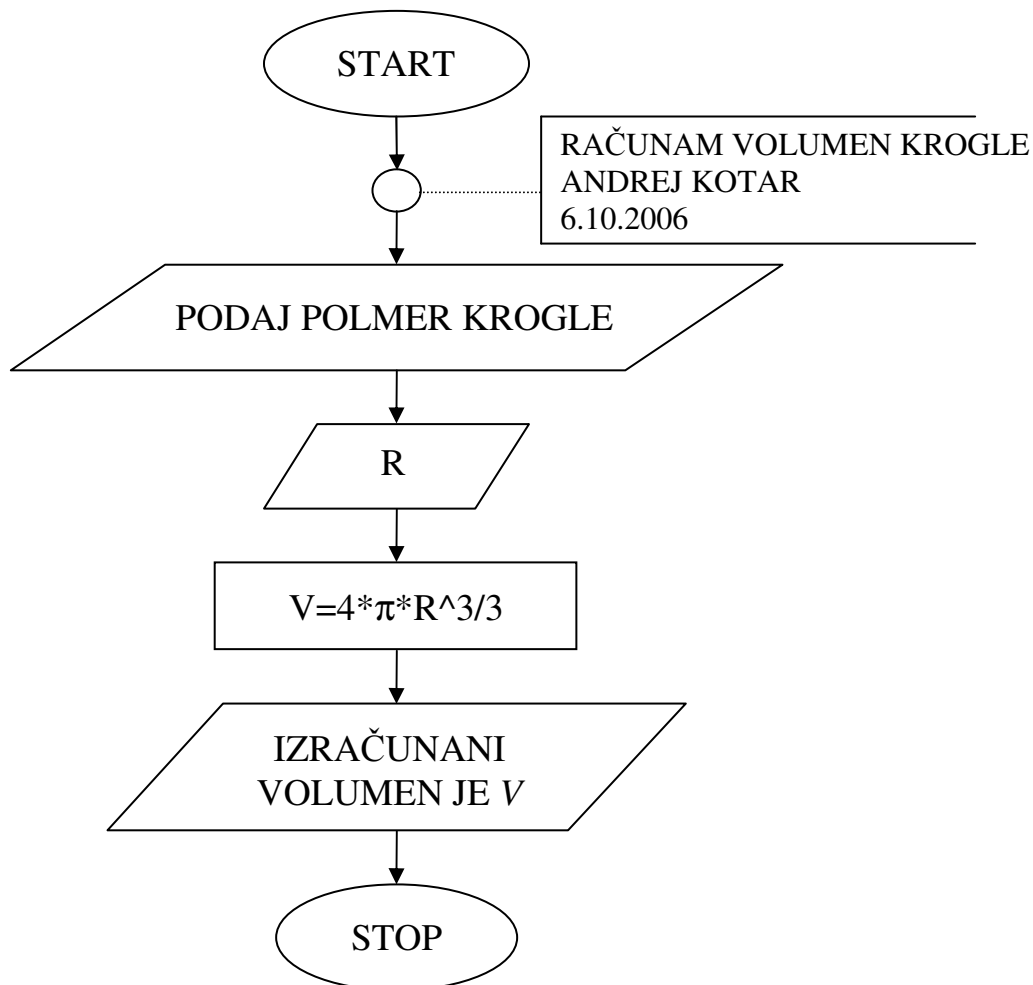 START
RAČUNAM VOLUMEN KROGLE
ANDREJ KOTAR
6.10.2006
PODAJ POLMER KROGLE
R
V=4*π*R^3/3
IZRAČUNANI
VOLUMEN JE V
STOP